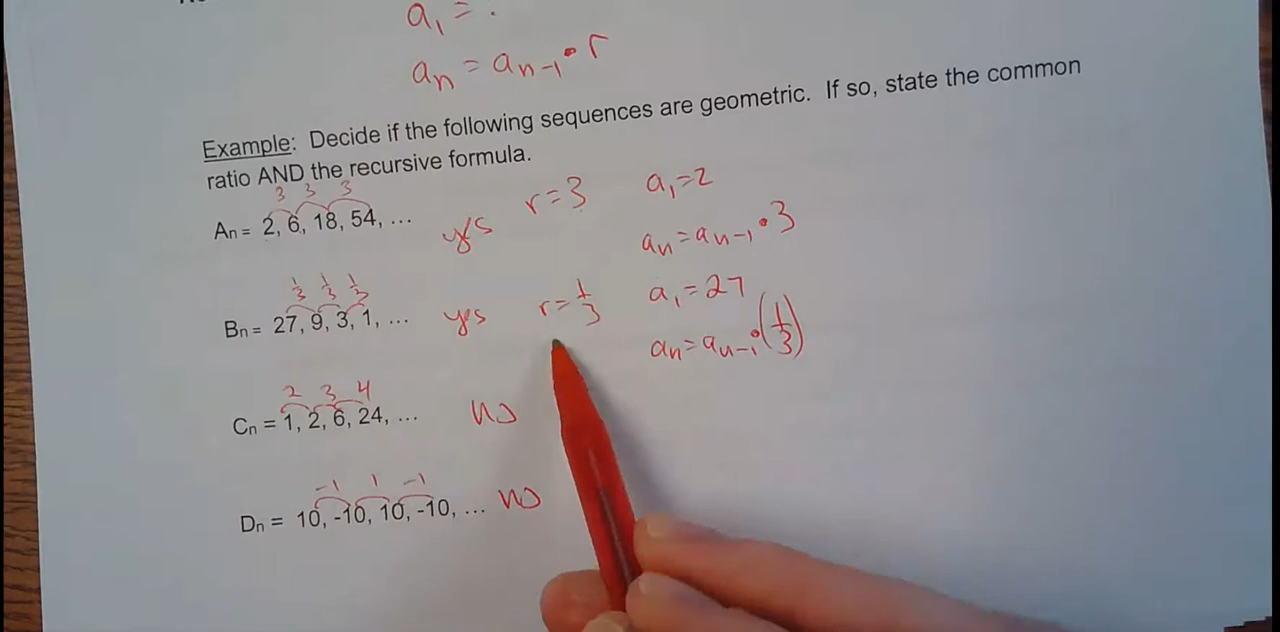 a₁ = .
aₙ = aₙ₋₁ • r
Example: Decide if the following sequences are geometric. If so, state the common
ratio AND the recursive formula.
3 3 3
Aₙ = 2, 6, 18, 54, ... yes r = 3 a₁ = 2
aₙ = aₙ₋₁ • 3
1/3 1/3 1/3
Bₙ = 27, 9, 3, 1, ... yes r = 1/3 a₁ = 27
aₙ = aₙ₋₁ • (1/3)
2 3 4
Cₙ = 1, 2, 6, 24, ... no
-1 1 -1
Dₙ = 10, -10, 10, -10, ... no